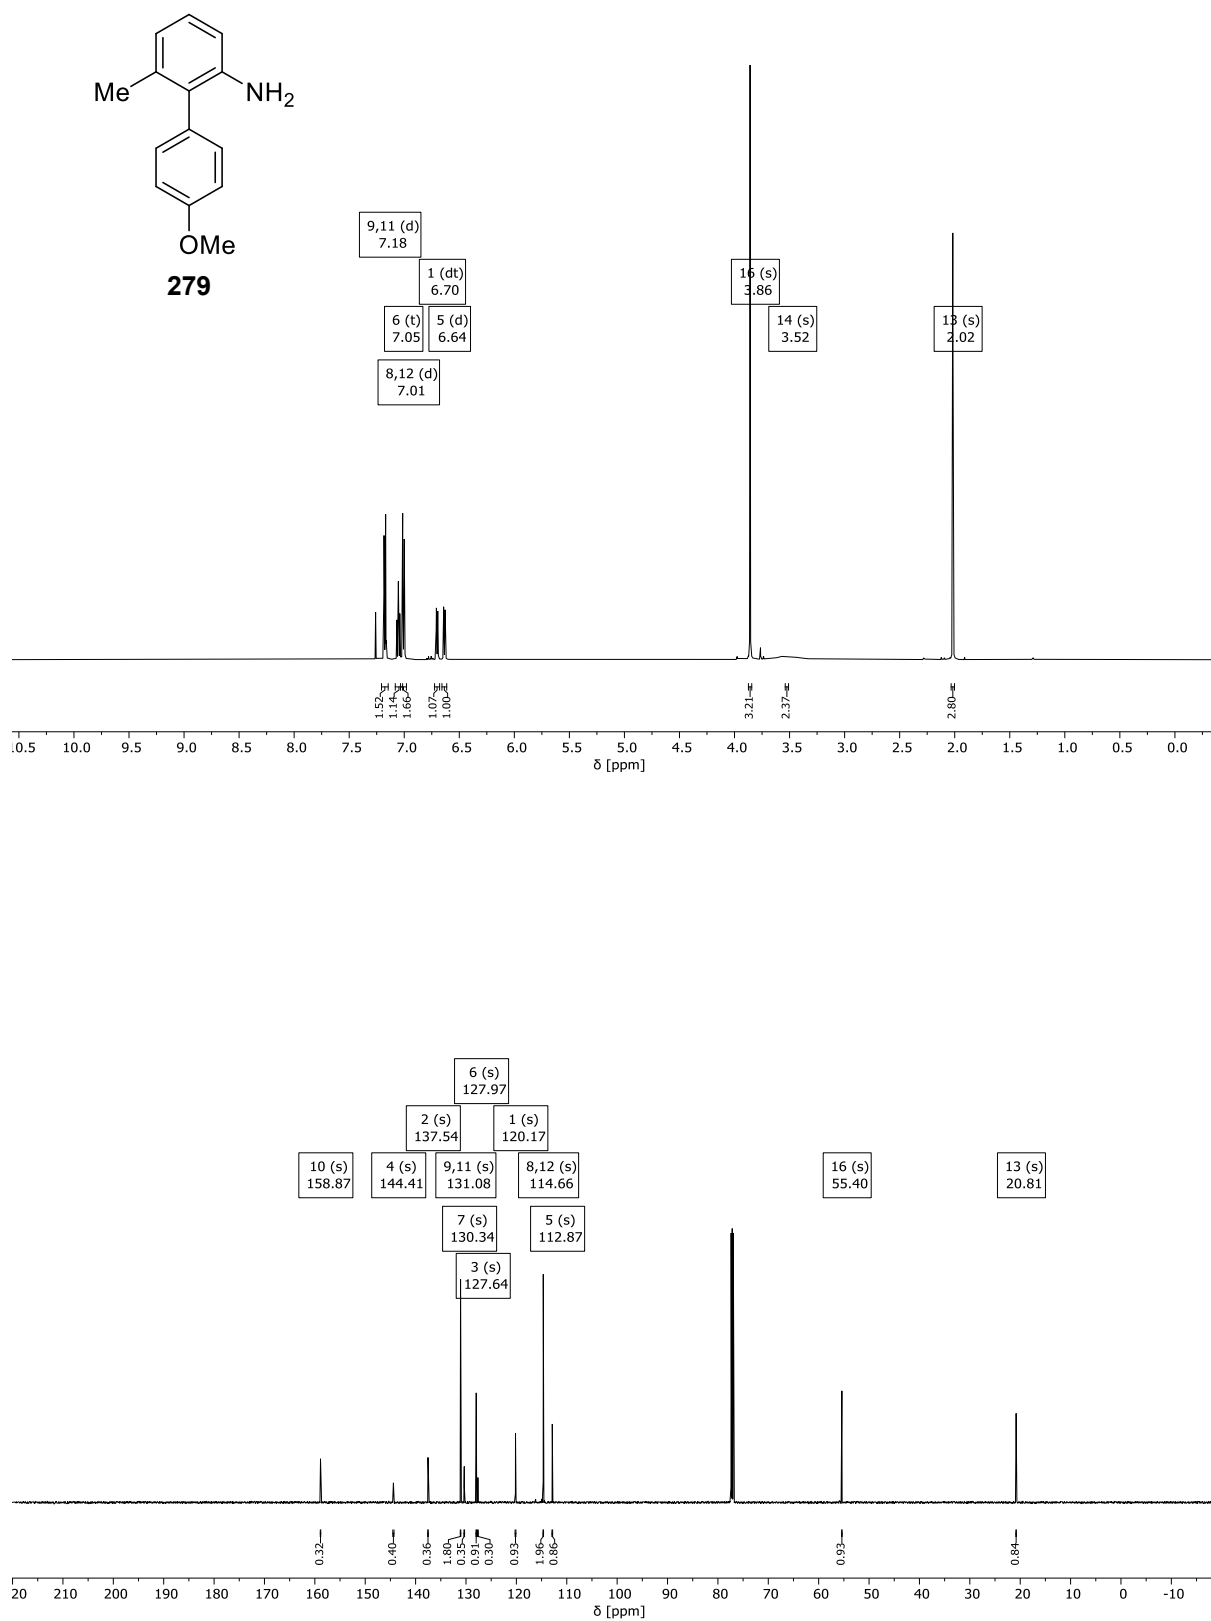 Me
NH2
OMe
279
9,11 (d)
7.18
1 (dt)
6.70
16 (s)
3.86
6 (t)
7.05
5 (d)
6.64
14 (s)
3.52
13 (s)
2.02
8,12 (d)
7.01
1.52
1.14
1.66
1.07
1.00
3.21
2.37
2.80
10.5 10.0 9.5 9.0 8.5 8.0 7.5 7.0 6.5 6.0 5.5 5.0 4.5 4.0 3.5 3.0 2.5 2.0 1.5 1.0 0.5 0.0
δ [ppm]
6 (s)
127.97
2 (s)
137.54
1 (s)
120.17
10 (s)
158.87
4 (s)
144.41
9,11 (s)
131.08
8,12 (s)
114.66
16 (s)
55.40
13 (s)
20.81
7 (s)
130.34
5 (s)
112.87
3 (s)
127.64
0.32
0.40
0.36
1.80
0.35
0.91
0.30
0.93
1.96
0.86
0.93
0.84
20 210 200 190 180 170 160 150 140 130 120 110 100 90 80 70 60 50 40 30 20 10 0 -10
δ [ppm]